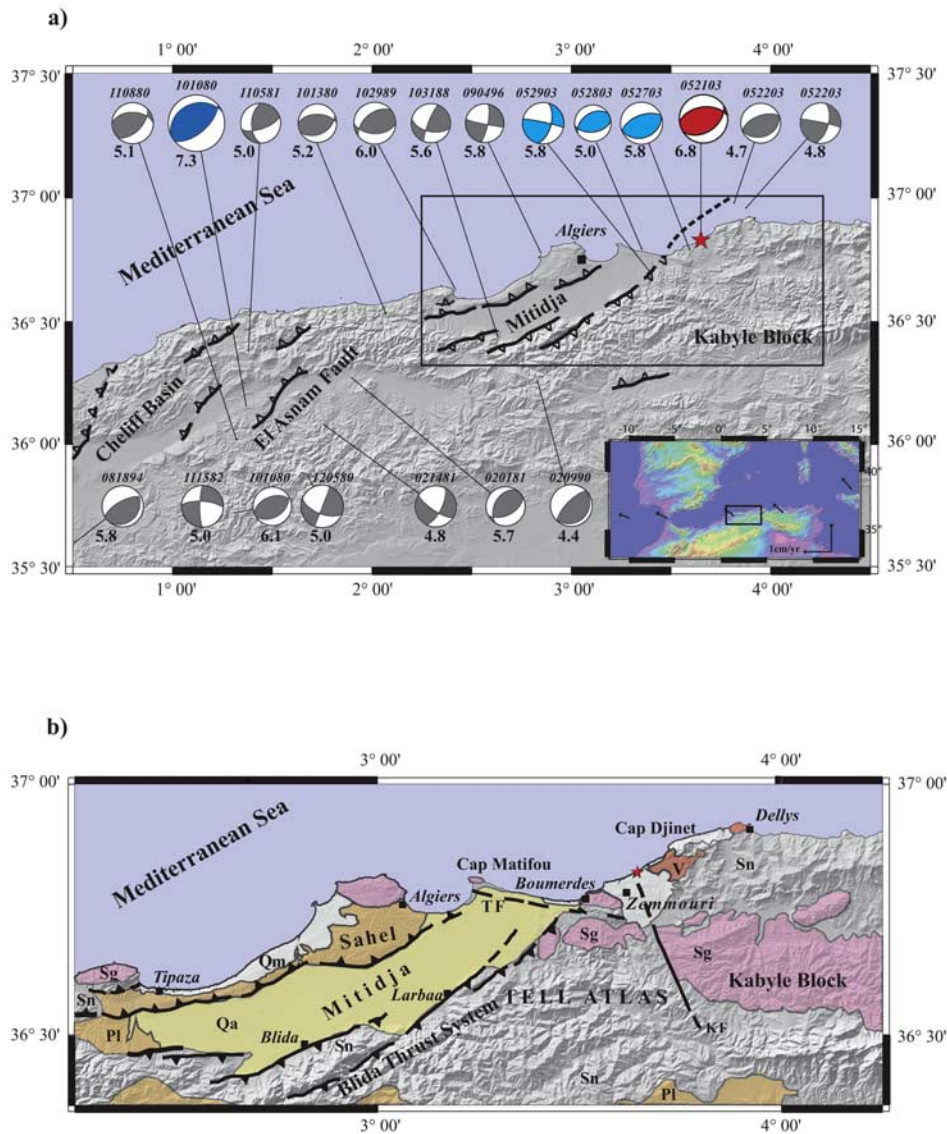 a)
1° 00' 2° 00' 3° 00' 4° 00'
37° 30' 37° 30'
110880 101080 110581 101380 102989 103188 090496 052903 052803 052703 052103 052203 052203
5.1 7.3 5.0 5.2 6.0 5.6 5.8 5.8 5.0 5.8 6.8 4.7 4.8
37° 00' 37° 00'
Mediterranean Sea
Algiers
Mitidja
36° 30' 36° 30'
Kabyle Block
Cheliff Basin
El Asnam Fault
36° 00' 36° 00'
-10 -5 0 5 10 15
40°
35°
1cm/yr
081894 111582 101080 120580 021481 020181 020990
5.8 5.0 6.1 5.0 4.8 5.7 4.4
35° 30' 35° 30'
1° 00' 2° 00' 3° 00' 4° 00'
b)
3° 00' 4° 00'
37° 00' 37° 00'
Mediterranean Sea
Dellys
Cap Djinet
Sn
V
Cap Matifou
Boumerdes
Zemmouri
Algiers
TF
Sahel
Sg
Sg
Kabyle Block
Qm
Mitidja
Sg
Tipaza
Sn
Larbaa
TELL ATLAS
Pl
Qa
Blida
Sn
Blida Thrust System
KF
36° 30' 36° 30'
Sn
Pl
3° 00' 4° 00'